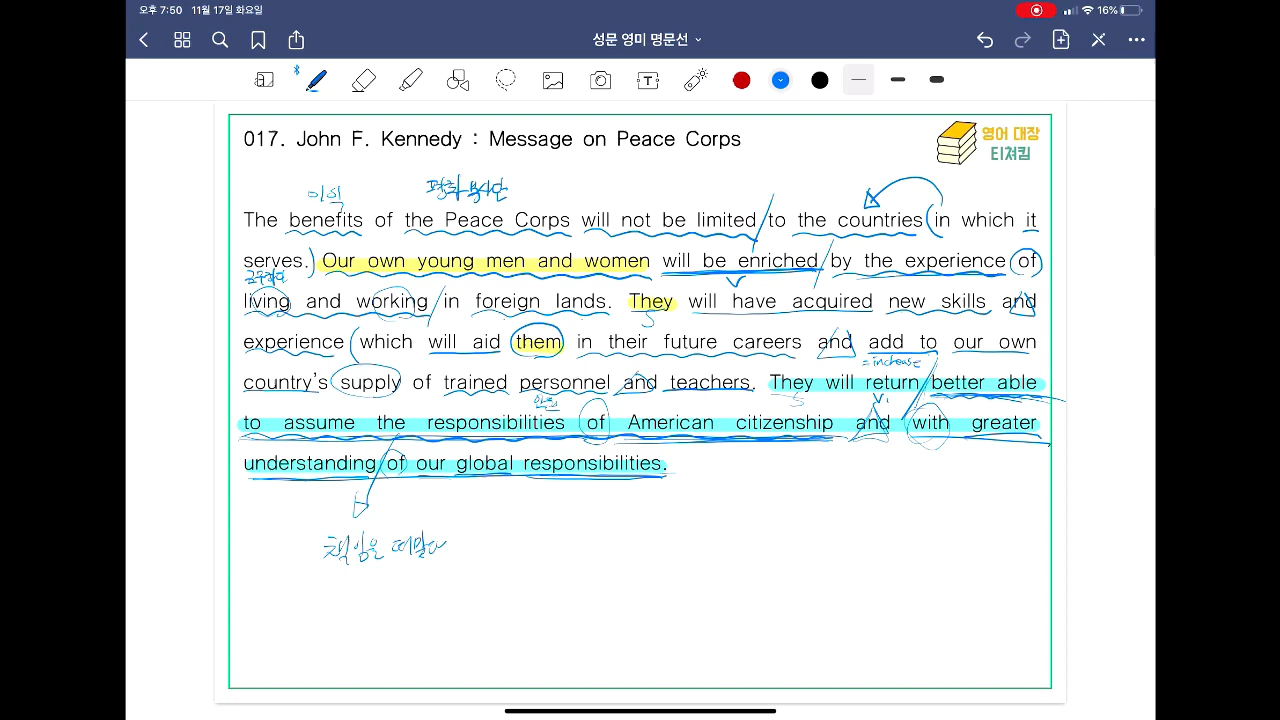 오후 7:50 11월 17일 화요일
16%
성문 영미 명문선
T
017. John F. Kennedy : Message on Peace Corps
영어 대장
티쳐킴
이익 평화 봉사단
The benefits of the Peace Corps will not be limited to the countries (in which it
serves.) Our own young men and women will be enriched by the experience of
living and working in foreign lands. They will have acquired new skills and
S
experience (which will aid them in their future careers and add to our own
= increase
country's supply of trained personnel and teachers. They will return better able
S V
to assume the responsibilities of American citizenship and with greater
understanding of our global responsibilities.
책임을 떠맡다